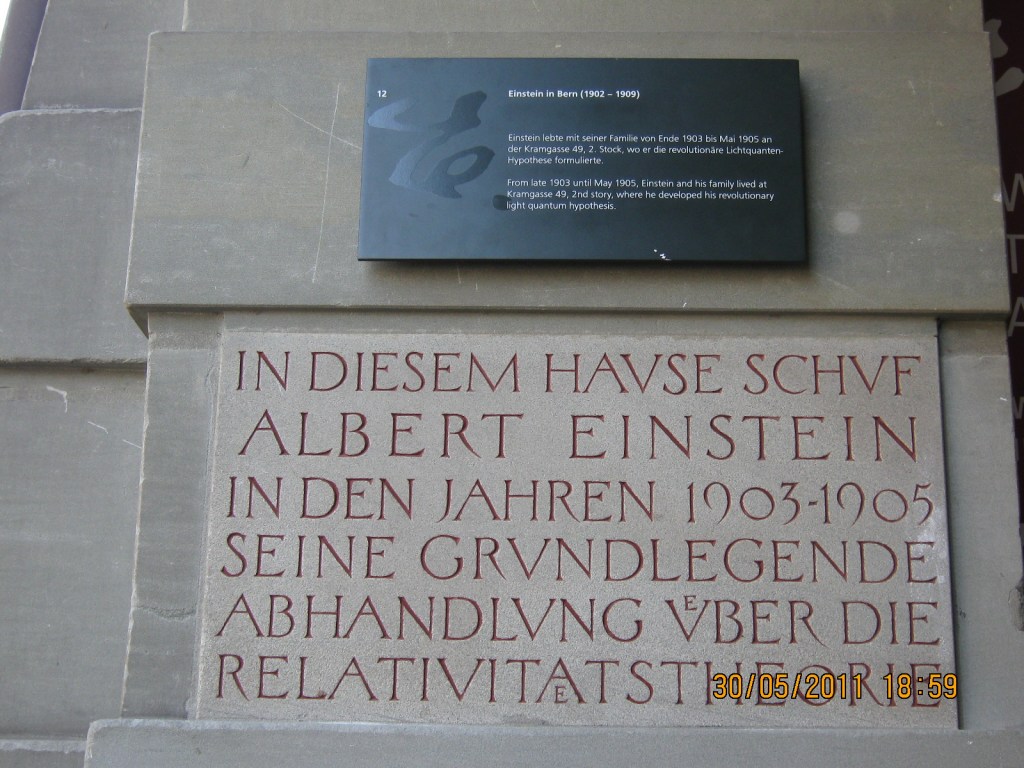 12
Einstein in Bern (1902 – 1909)
Einstein lebte mit seiner Familie von Ende 1903 bis Mai 1905 an
der Kramgasse 49, 2. Stock, wo er die revolutionäre Lichtquanten-
Hypothese formulierte.
From late 1903 until May 1905, Einstein and his family lived at
Kramgasse 49, 2nd story, where he developed his revolutionary
light quantum hypothesis.
IN DIESEM HAVSE SCHVF
ALBERT EINSTEIN
IN DEN JAHREN 1903-1905
SEINE GRVNDLEGENDE
ABHANDLVNG VEBER DIE
RELATIVITAETSTHEORIE
30/05/2011 18:59